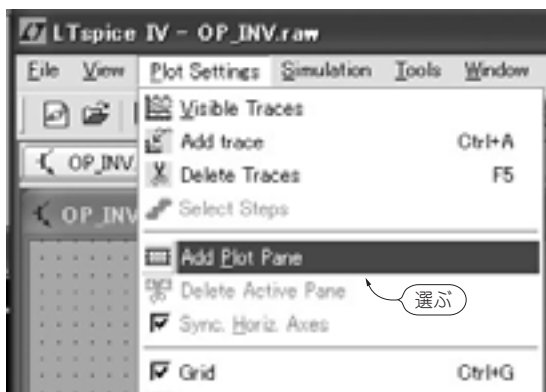 LTspice IV - OP_INV.raw
File View Plot Settings Simulation Tools Window
Visible Traces
OP_INV
Add trace Ctrl+A
Delete Traces F5
OP_INV
Select Steps
Add Plot Pane
Delete Active Pane
選ぶ
Sync. Horiz. Axes
Grid Ctrl+G